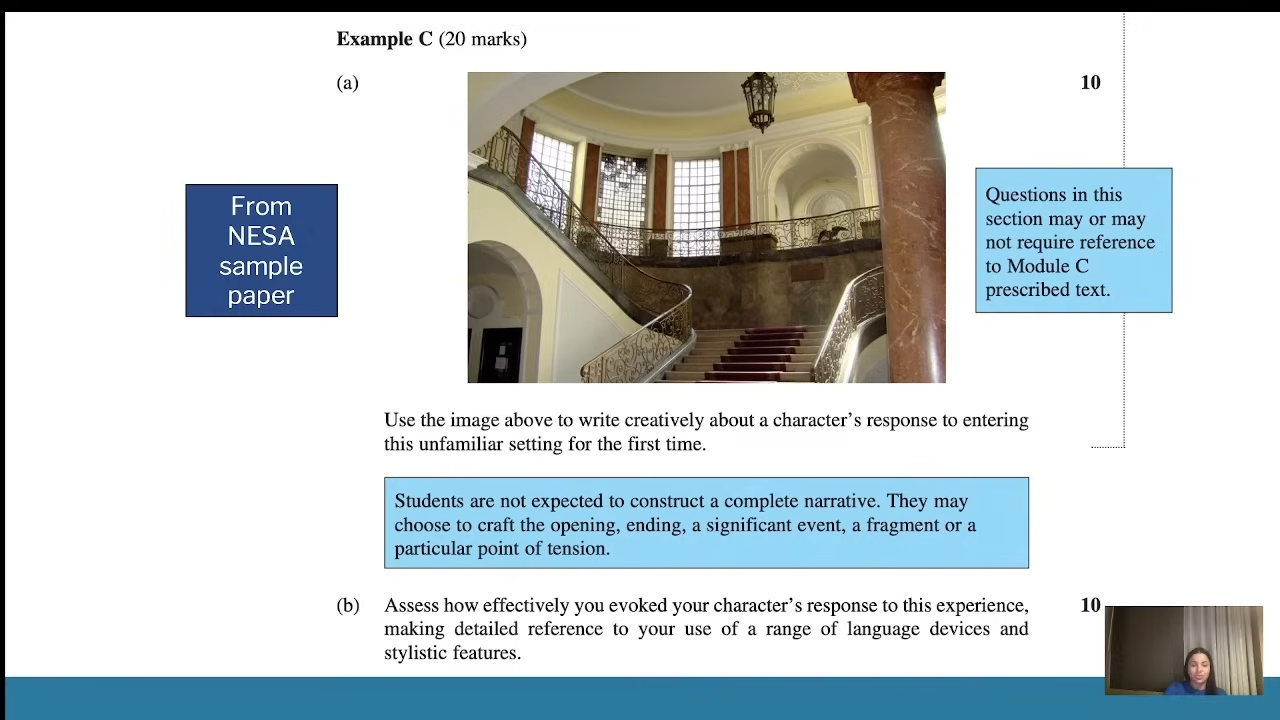 Example C (20 marks)
(a)
10
From
NESA
sample
paper
Questions in this
section may or may
not require reference
to Module C
prescribed text.
Use the image above to write creatively about a character's response to entering
this unfamiliar setting for the first time.
Students are not expected to construct a complete narrative. They may
choose to craft the opening, ending, a significant event, a fragment or a
particular point of tension.
(b) Assess how effectively you evoked your character's response to this experience, 10
making detailed reference to your use of a range of language devices and
stylistic features.